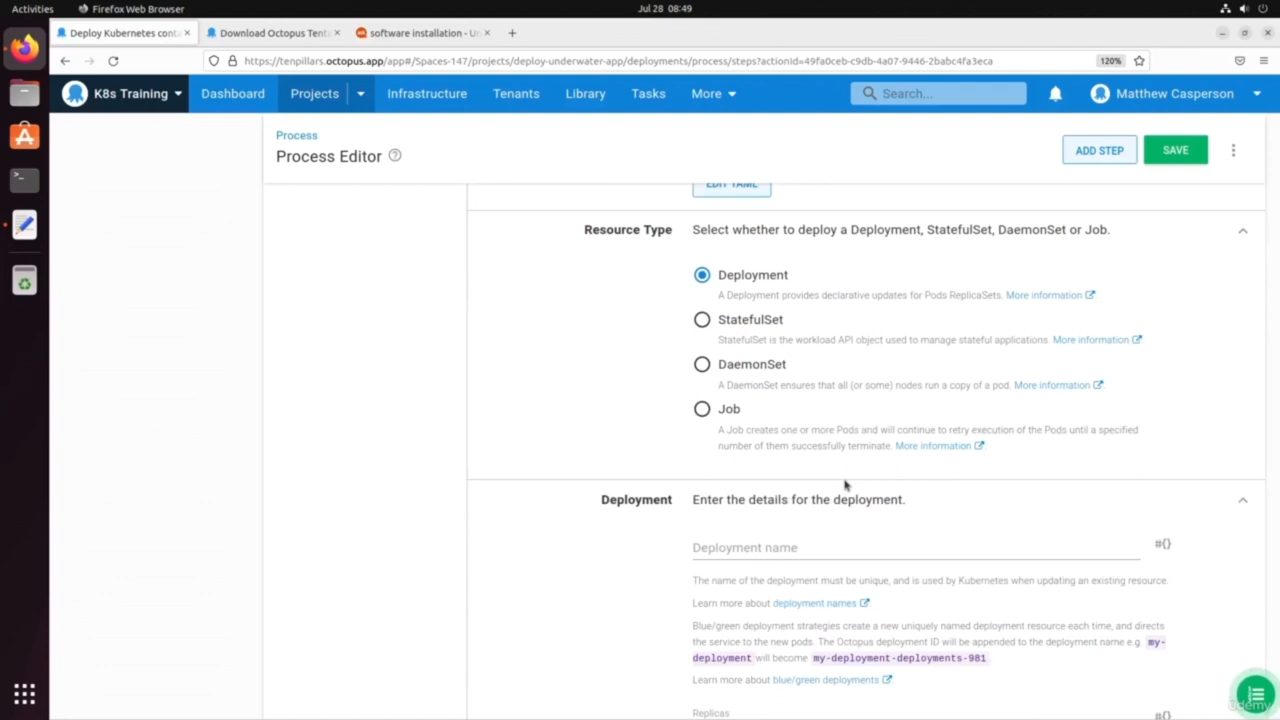 Activities
Firefox Web Browser
Jul 28 08:49
Deploy Kubernetes cont
Download Octopus Tent
software installation - U
https://tenpillars.octopus.app/app#/Spaces-147/projects/deploy-underwater-app/deployments/process/steps?actionId=49fa0ceb-c9db-4a07-9446-2babc4fa3eca
120%
K8s Training
Dashboard
Projects
Infrastructure
Tenants
Library
Tasks
More
Search...
Matthew Casperson
Process
Process Editor
ADD STEP
SAVE
EDIT YAML
Resource Type
Select whether to deploy a Deployment, StatefulSet, DaemonSet or Job.
Deployment
A Deployment provides declarative updates for Pods ReplicaSets. More information
StatefulSet
StatefulSet is the workload API object used to manage stateful applications. More information
DaemonSet
A DaemonSet ensures that all (or some) nodes run a copy of a pod. More information
Job
A Job creates one or more Pods and will continue to retry execution of the Pods until a specified
number of them successfully terminate. More information
Deployment
Enter the details for the deployment.
Deployment name
#{}
The name of the deployment must be unique, and is used by Kubernetes when updating an existing resource.
Learn more about deployment names
Blue/green deployment strategies create a new uniquely named deployment resource each time, and directs
the service to the new pods. The Octopus deployment ID will be appended to the deployment name e.g. my-
deployment will become my-deployment-deployments-981
Learn more about blue/green deployments
Replicas
#{}